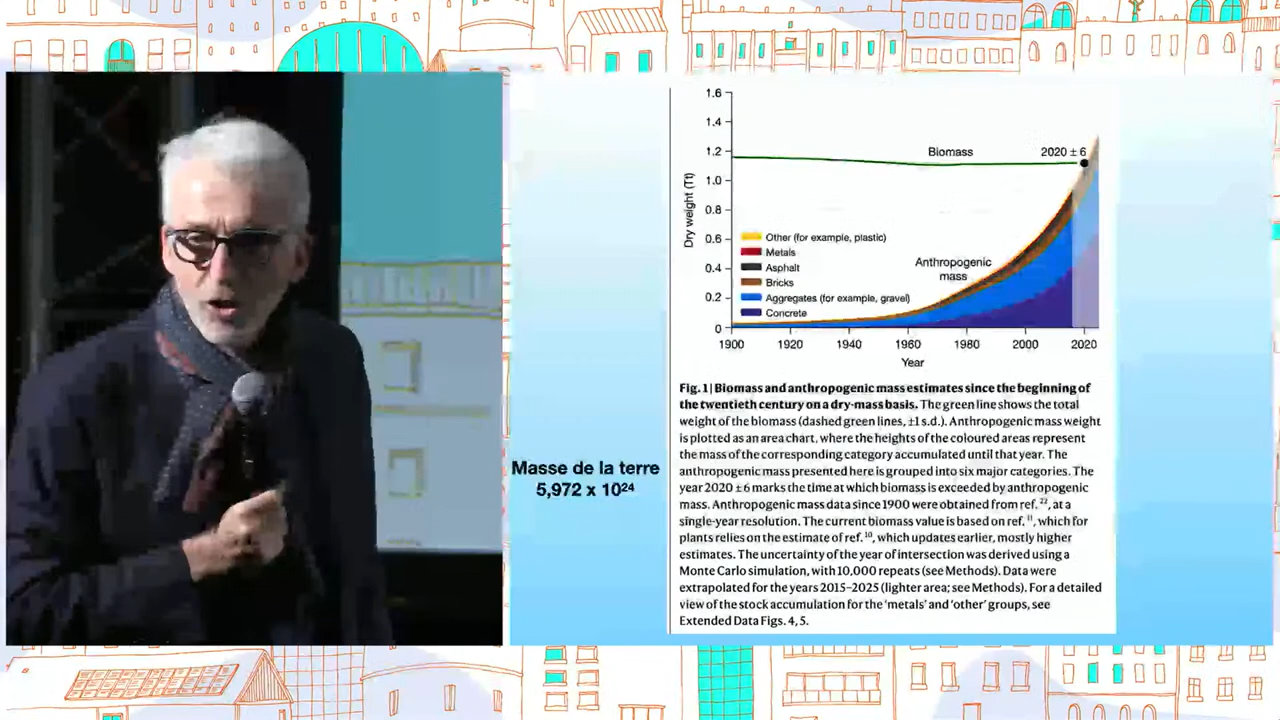 Masse de la terre
5,972 x 10²⁴
1.6
1.4
1.2
1.0
0.8
0.6
0.4
0.2
0
Dry weight (Tt)
Biomass
2020 ± 6
Anthropogenic
mass
Other (for example, plastic)
Metals
Asphalt
Bricks
Aggregates (for example, gravel)
Concrete
1900 1920 1940 1960 1980 2000 2020
Year
Fig. 1 | Biomass and anthropogenic mass estimates since the beginning of
the twentieth century on a dry-mass basis. The green line shows the total
weight of the biomass (dashed green lines, ±1 s.d.). Anthropogenic mass weight
is plotted as an area chart, where the heights of the coloured areas represent
the mass of the corresponding category accumulated until that year. The
anthropogenic mass presented here is grouped into six major categories. The
year 2020 ±6 marks the time at which biomass is exceeded by anthropogenic
mass. Anthropogenic mass data since 1900 were obtained from ref. ²², at a
single-year resolution. The current biomass value is based on ref. ¹¹, which for
plants relies on the estimate of ref. ¹⁰, which updates earlier, mostly higher
estimates. The uncertainty of the year of intersection was derived using a
Monte Carlo simulation, with 10,000 repeats (see Methods). Data were
extrapolated for the years 2015–2025 (lighter area; see Methods). For a detailed
view of the stock accumulation for the 'metals' and 'other' groups, see
Extended Data Figs. 4, 5.